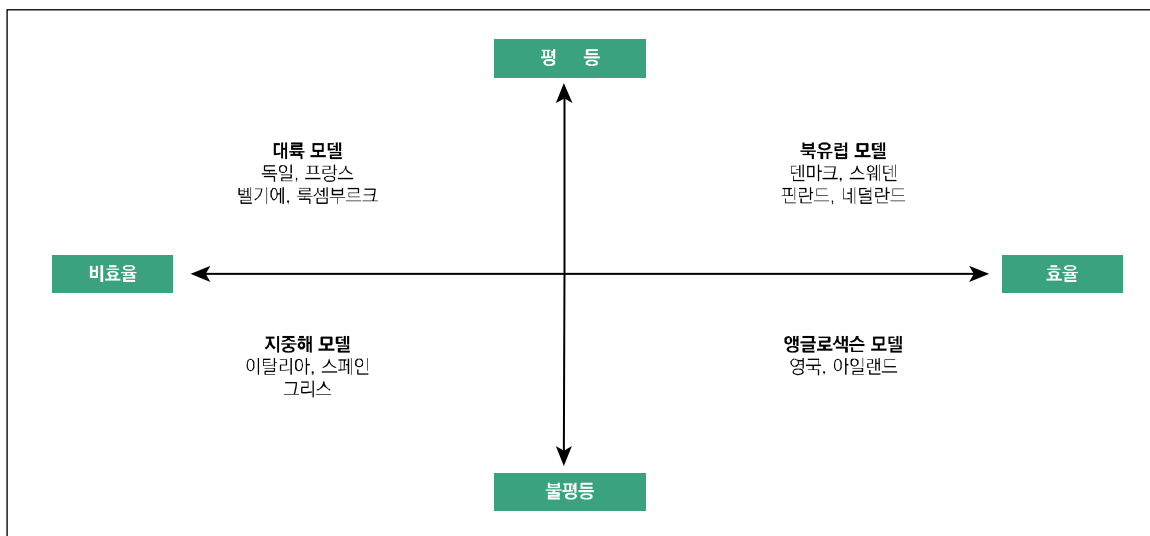 평 등
대륙 모델
독일, 프랑스
벨기에, 룩셈부르크
북유럽 모델
덴마크, 스웨덴
핀란드, 네덜란드
비효율
효율
지중해 모델
이탈리아, 스페인
그리스
앵글로색슨 모델
영국, 아일랜드
불평등